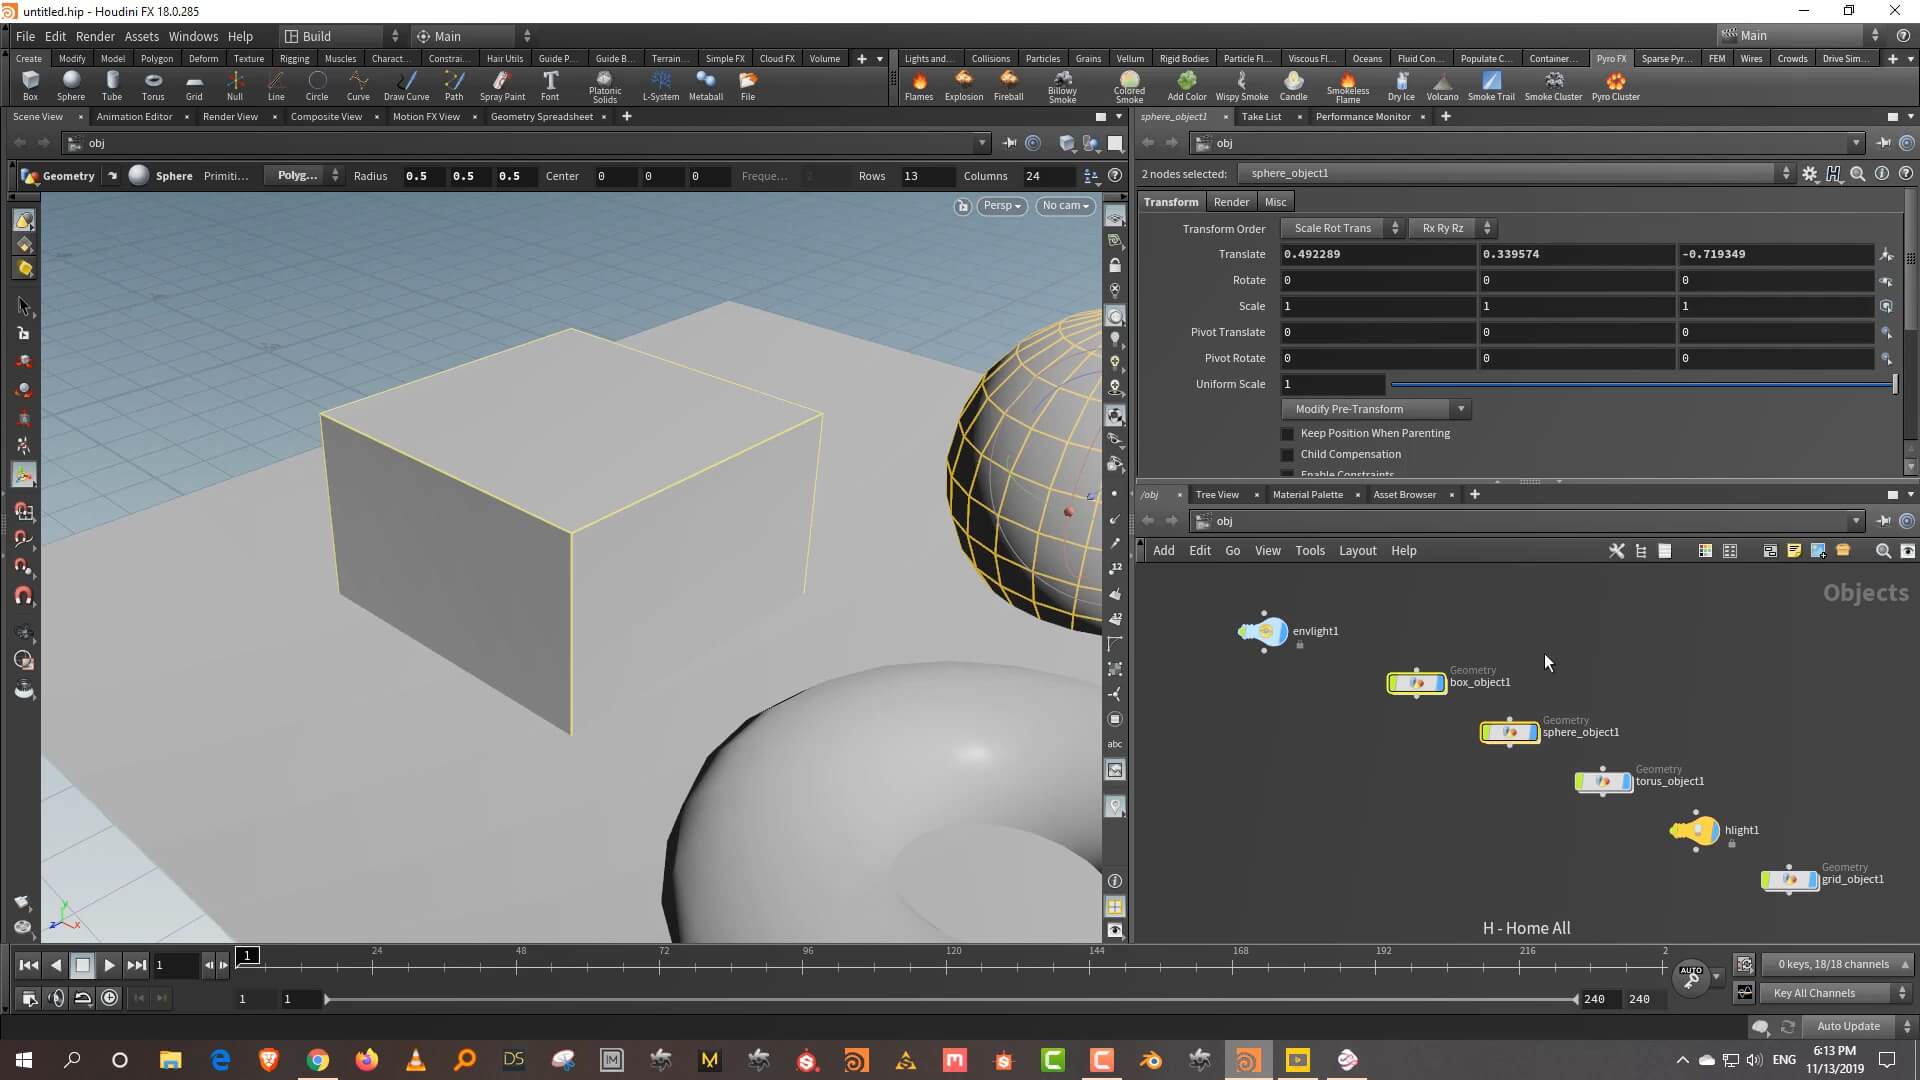 untitled.hip - Houdini FX 18.0.285
File Edit Render Assets Windows Help Build Main Main
Create Modify Model Polygon Deform Texture Rigging Muscles Charact... Constrai... Hair Utils Guide P... Guide B... Terrain... Simple FX Cloud FX Volume
Lights and... Collisions Particles Grains Vellum Rigid Bodies Particle Fl... Viscous Fl... Oceans Fluid Con... Populate C... Container... Pyro FX Sparse Pyr... FEM Wires Crowds Drive Sim...
Box Sphere Tube Torus Grid Null Line Circle Curve Draw Curve Path Spray Paint Font Platonic Solids L-System Metaball File
Flames Explosion Fireball Billowy Smoke Colored Smoke Add Color Wispy Smoke Candle Smokeless Flame Dry Ice Volcano Smoke Trail Smoke Cluster Pyro Cluster
Scene View Animation Editor Render View Composite View Motion FX View Geometry Spreadsheet
obj
Geometry Sphere Primiti... Polyg... Radius 0.5 0.5 0.5 Center 0 0 0 Freque... 2 Rows 13 Columns 24
Persp No cam
12
12
abc
z x y
sphere_object1 Take List Performance Monitor
obj
2 nodes selected: sphere_object1
Transform Render Misc
Transform Order Scale Rot Trans Rx Ry Rz
Translate 0.492289 0.339574 -0.719349
Rotate 0 0 0
Scale 1 1 1
Pivot Translate 0 0 0
Pivot Rotate 0 0 0
Uniform Scale 1
Modify Pre-Transform
Keep Position When Parenting
Child Compensation
Enable Constraints
/obj Tree View Material Palette Asset Browser
obj
Add Edit Go View Tools Layout Help
Objects
envlight1
Geometry
box_object1
Geometry
sphere_object1
Geometry
torus_object1
hlight1
Geometry
grid_object1
H - Home All
1 1 24 48 72 96 120 144 168 192 216 2
AUTO
0 keys, 18/18 channels
1 1 240 240
Key All Channels
Auto Update
DS IM M m C C
ENG
6:13 PM
11/13/2019